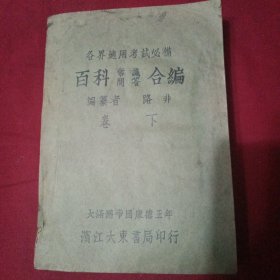 各界適用考試必備
百科常識問答合編
編纂者 路非
卷下
大滿洲帝國康德五年
濱江大東書局印行